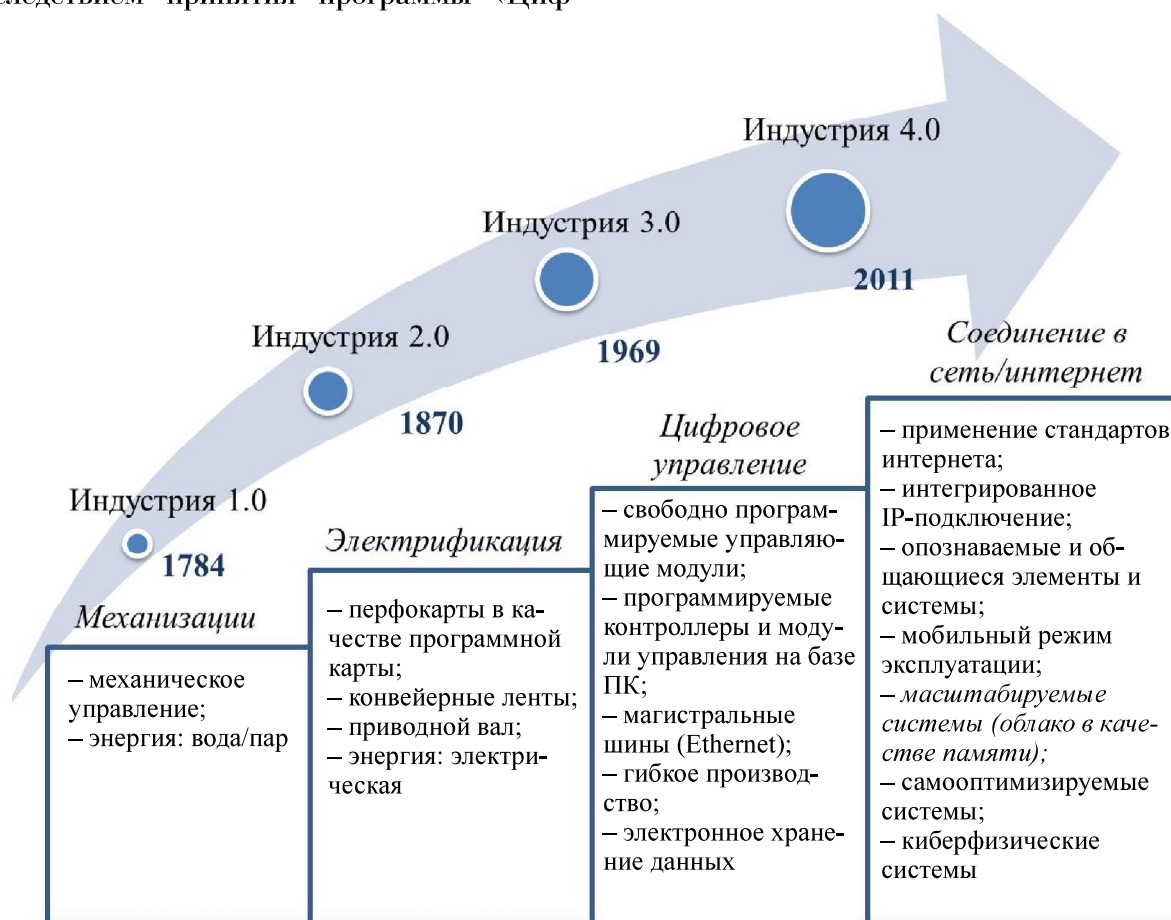 следствием принятия программы «Циф-
Индустрия 4.0
2011
Индустрия 3.0
1969
Индустрия 2.0
1870
Индустрия 1.0
1784
Механизации
– механическое
управление;
– энергия: вода/пар
Электрификация
– перфокарты в ка-
честве программной
карты;
– конвейерные ленты;
– приводной вал;
– энергия: электри-
ческая
Цифровое
управление
– свободно програм-
мируемые управляю-
щие модули;
– программируемые
контроллеры и моду-
ли управления на базе
ПК;
– магистральные
шины (Ethernet);
– гибкое производ-
ство;
– электронное хране-
ние данных
Соединение в
сеть/интернет
– применение стандартов
интернета;
– интегрированное
IP-подключение;
– опознаваемые и об-
щающиеся элементы и
системы;
– мобильный режим
эксплуатации;
– масштабируемые
системы (облако в каче-
стве памяти);
– самооптимизируемые
системы;
– киберфизические
системы